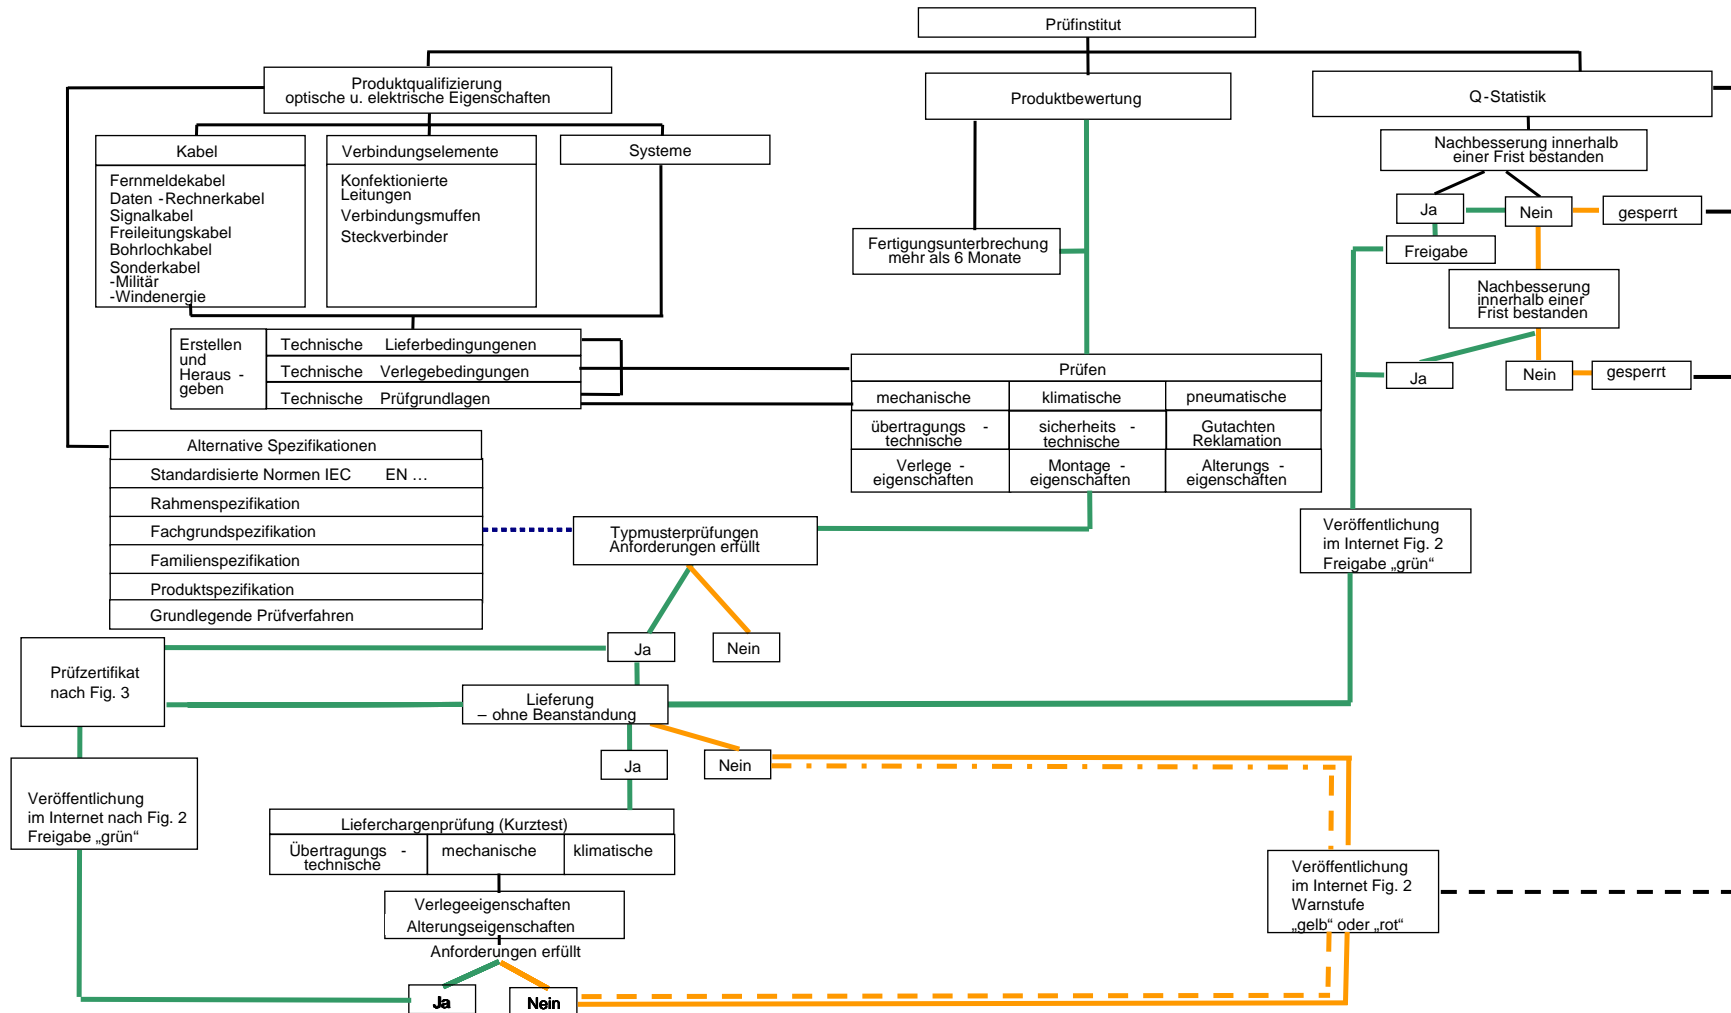 Prüfinstitut
Produktqualifizierung
optische u. elektrische Eigenschaften
Produktbewertung
Q-Statistik
Kabel
Fernmeldekabel
Daten -Rechnerkabel
Signalkabel
Freileitungskabel
Bohrlochkabel
Sonderkabel
-Militär
-Windenergie
Verbindungselemente
Konfektionierte
Leitungen
Verbindungsmuffen
Steckverbinder
Systeme
Nachbesserung innerhalb
einer Frist bestanden
Ja
Nein
gesperrt
Freigabe
Nachbesserung
innerhalb einer
Frist bestanden
Ja
Nein
gesperrt
Fertigungsunterbrechung
mehr als 6 Monate
Erstellen
und
Heraus -
geben
Technische Lieferbedingungenen
Technische Verlegebedingungen
Technische Prüfgrundlagen
Prüfen
mechanische
klimatische
pneumatische
übertragungs -
technische
sicherheits -
technische
Gutachten
Reklamation
Verlege -
eigenschaften
Montage -
eigenschaften
Alterungs -
eigenschaften
Alternative Spezifikationen
Standardisierte Normen IEC EN ...
Rahmenspezifikation
Fachgrundspezifikation
Familienspezifikation
Produktspezifikation
Grundlegende Prüfverfahren
Typmusterprüfungen
Anforderungen erfüllt
Veröffentlichung
im Internet Fig. 2
Freigabe „grün“
Ja
Nein
Prüfzertifikat
nach Fig. 3
Lieferung
– ohne Beanstandung
Ja
Nein
Veröffentlichung
im Internet nach Fig. 2
Freigabe „grün“
Lieferchargenprüfung (Kurztest)
Übertragungs -
technische
mechanische
klimatische
Verlegeeigenschaften
Alterungseigenschaften
Anforderungen erfüllt
Ja
Nein
Veröffentlichung
im Internet Fig. 2
Warnstufe
„gelb“ oder „rot“